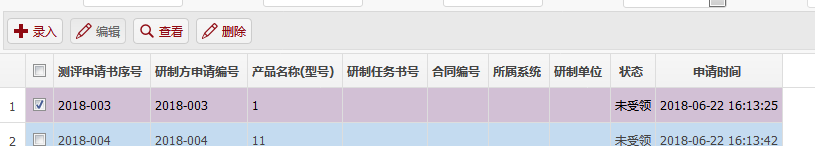 录入 编辑 查看 删除
测评申请书序号 研制方申请编号 产品名称(型号) 研制任务书号 合同编号 所属系统 研制单位 状态 申请时间
1 2018-003 2018-003 1 未受领 2018-06-22 16:13:25
2 2018-004 2018-004 11 未受领 2018-06-22 16:13:42